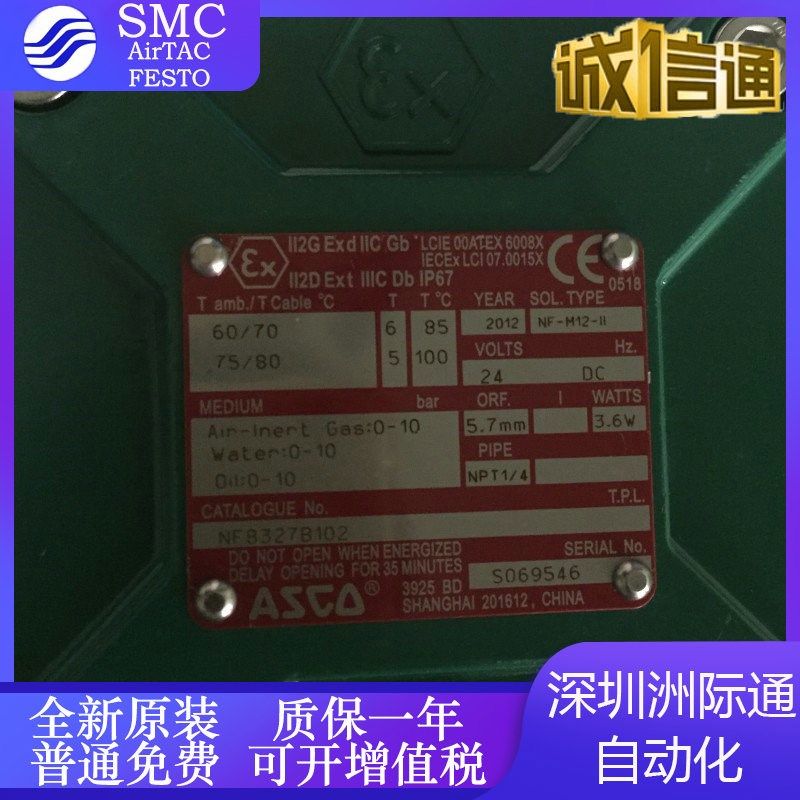 SMC
AirTAC
FESTO
诚信通
Ex
Ex
II2G Exd IIC Gb LCIE 00ATEX 6008X
IECEx LCI 07.0015X
II2D Ext IIIC Db IP67
CE
0518
T amb./T Cable °C T T °C YEAR SOL.TYPE
60/70 6 85 2012 NF-M12-II
75/80 5 100
VOLTS Hz.
24 DC
MEDIUM bar ORF. I WATTS
Air-Inert Gas:0-10 5.7mm 3.6W
Water:0-10
PIPE
Oil:0-10 NPT1/4
CATALOGUE No. T.P.L.
NF8327B102
DO NOT OPEN WHEN ENERGIZED SERIAL No.
DELAY OPENING FOR 35 MINUTES
S069546
ASCO® 3925 BD
SHANGHAI 201612, CHINA
全新原装 质保一年
普通免费 可开增值税
深圳洲际通
自动化